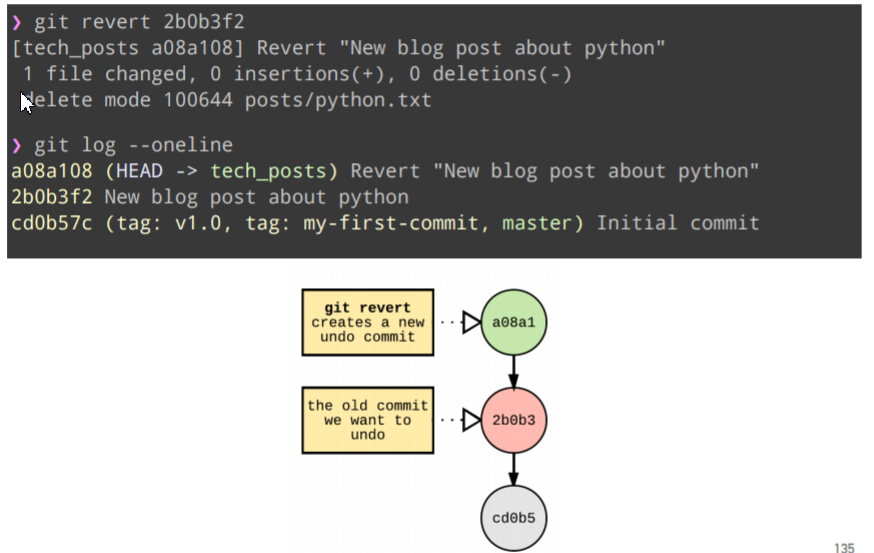 ❯ git revert 2b0b3f2
[tech_posts a08a108] Revert "New blog post about python"
1 file changed, 0 insertions(+), 0 deletions(-)
delete mode 100644 posts/python.txt
❯ git log --oneline
a08a108 (HEAD -> tech_posts) Revert "New blog post about python"
2b0b3f2 New blog post about python
cd0b57c (tag: v1.0, tag: my-first-commit, master) Initial commit
git revert
creates a new
undo commit
a08a1
the old commit
we want to
undo
2b0b3
cd0b5
135